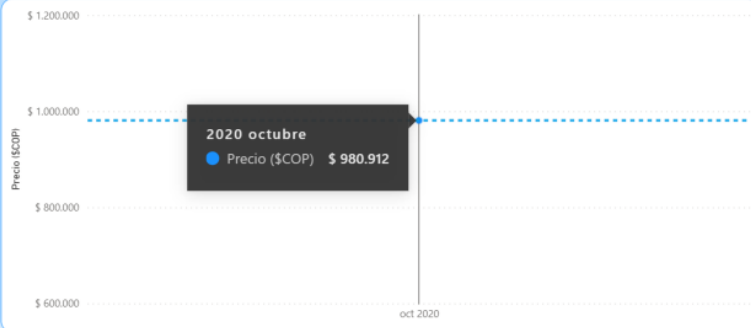 $ 1.200.000
$ 1.000.000
2020 octubre
Precio ($COP) $ 980.912
Precio ($COP)
$ 800.000
$ 600.000
oct 2020